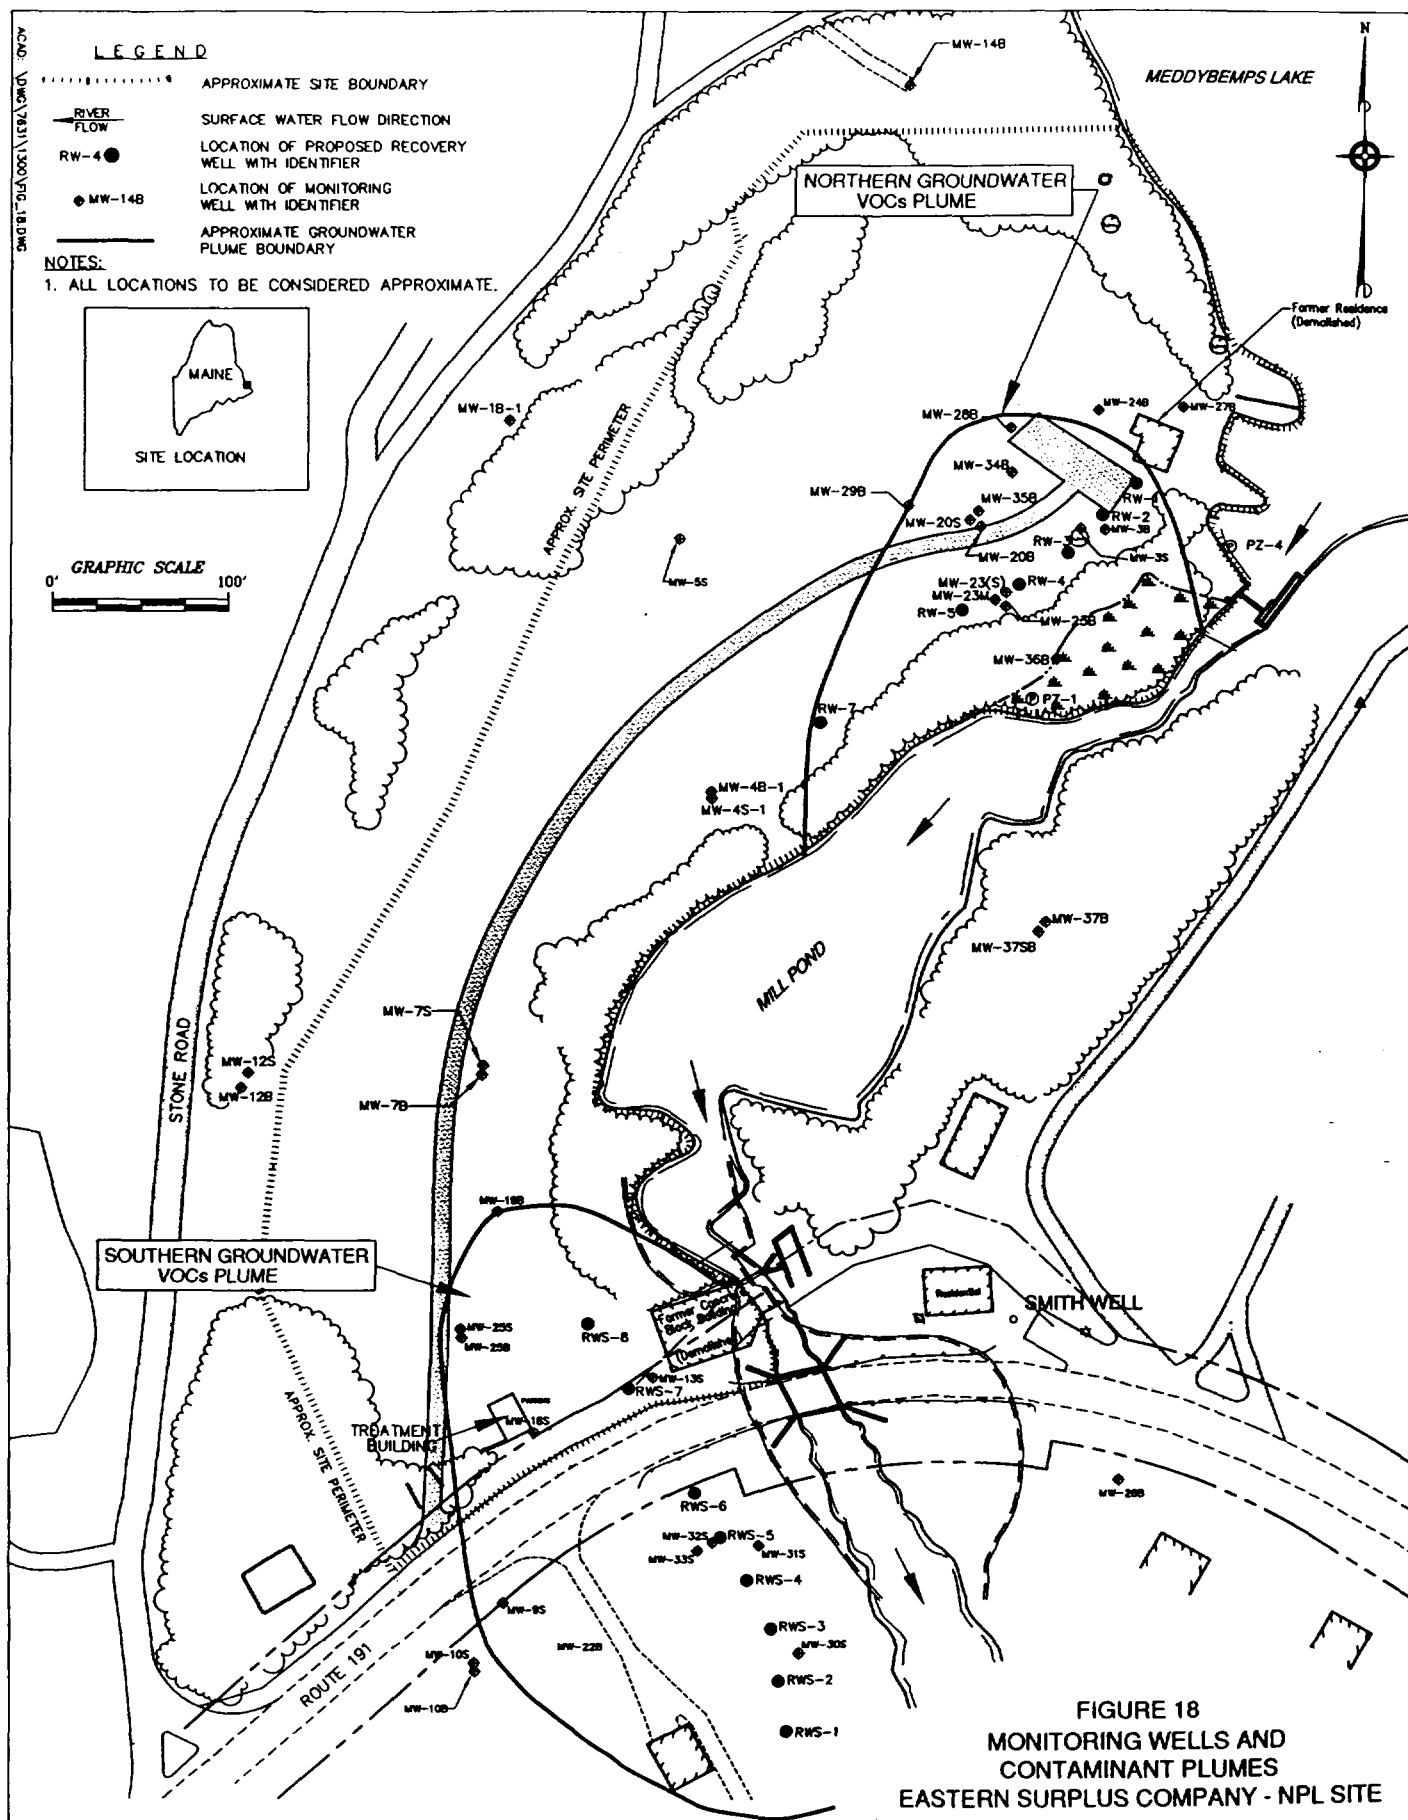 ACAD: \DWG\7631\1300\FIG_18.DWG
LEGEND
APPROXIMATE SITE BOUNDARY
RIVER
FLOW
SURFACE WATER FLOW DIRECTION
RW-4
LOCATION OF PROPOSED RECOVERY
WELL WITH IDENTIFIER
MW-14B
LOCATION OF MONITORING
WELL WITH IDENTIFIER
APPROXIMATE GROUNDWATER
PLUME BOUNDARY
NOTES:
1. ALL LOCATIONS TO BE CONSIDERED APPROXIMATE.
MAINE
SITE LOCATION
GRAPHIC SCALE
0' 100'
MW-14B
MEDDYBEMPS LAKE
N
NORTHERN GROUNDWATER
VOCs PLUME
Former Residence
(Demolished)
MW-1B-1
APPROX. SITE PERIMETER
MW-28B
MW-24B
MW-27B
MW-34B
MW-29B
MW-35B
MW-20S
MW-20B
RW-1
RW-2
MW-3B
RW-3
MW-3S
P PZ-4
MW-5S
MW-23(S)
RW-4
MW-23M
RW-5
MW-25B
MW-36B
P PZ-1
RW-7
MW-4B-1
MW-4S-1
MW-37B
MW-37SB
MILL POND
MW-7S
MW-7B
MW-12S
MW-12B
STONE ROAD
MW-19B
SOUTHERN GROUNDWATER
VOCs PLUME
Former Concrete
Block Building
(Demolished)
Residential
SMITH WELL
MW-25S
MW-25B
RWS-8
MW-13S
RWS-7
PARKING
MW-18S
TREATMENT
BUILDING
APPROX. SITE PERIMETER
RWS-6
MW-32S
RWS-5
MW-33S
MW-31S
RWS-4
MW-26B
MW-9S
RWS-3
MW-22B
MW-30S
MW-10S
RWS-2
MW-10B
ROUTE 191
RWS-1
FIGURE 18
MONITORING WELLS AND
CONTAMINANT PLUMES
EASTERN SURPLUS COMPANY - NPL SITE